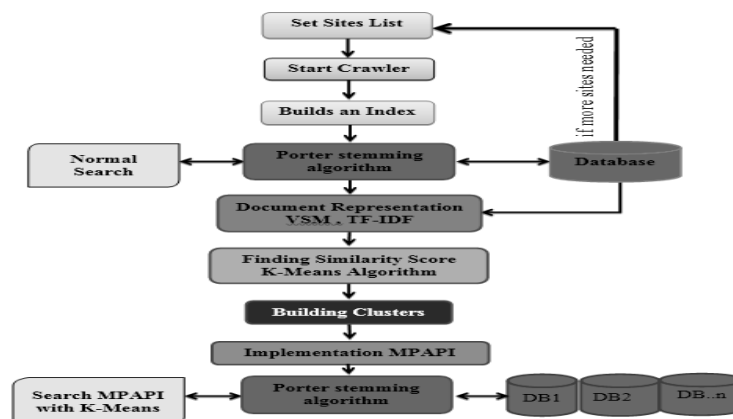 Set Sites List
Start Crawler
if more sites needed
Builds an Index
Normal
Search
Porter stemming
algorithm
Database
Document Representation
VSM , TF-IDF
Finding Similarity Score
K-Means Algorithm
Building Clusters
Implementation MPAPI
Search MPAPI
with K-Means
Porter stemming
algorithm
DB1
DB2
DB..n